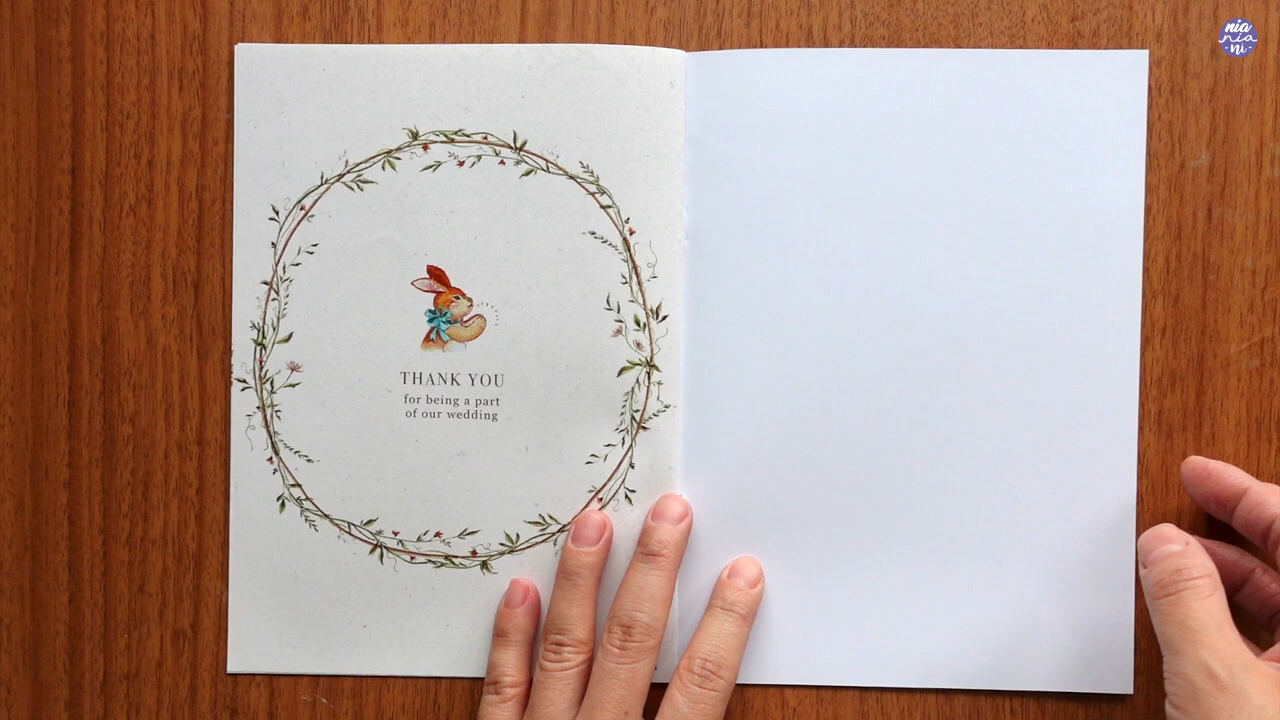 THANK YOU
for being a part
of our wedding
nia
nia
-ni-